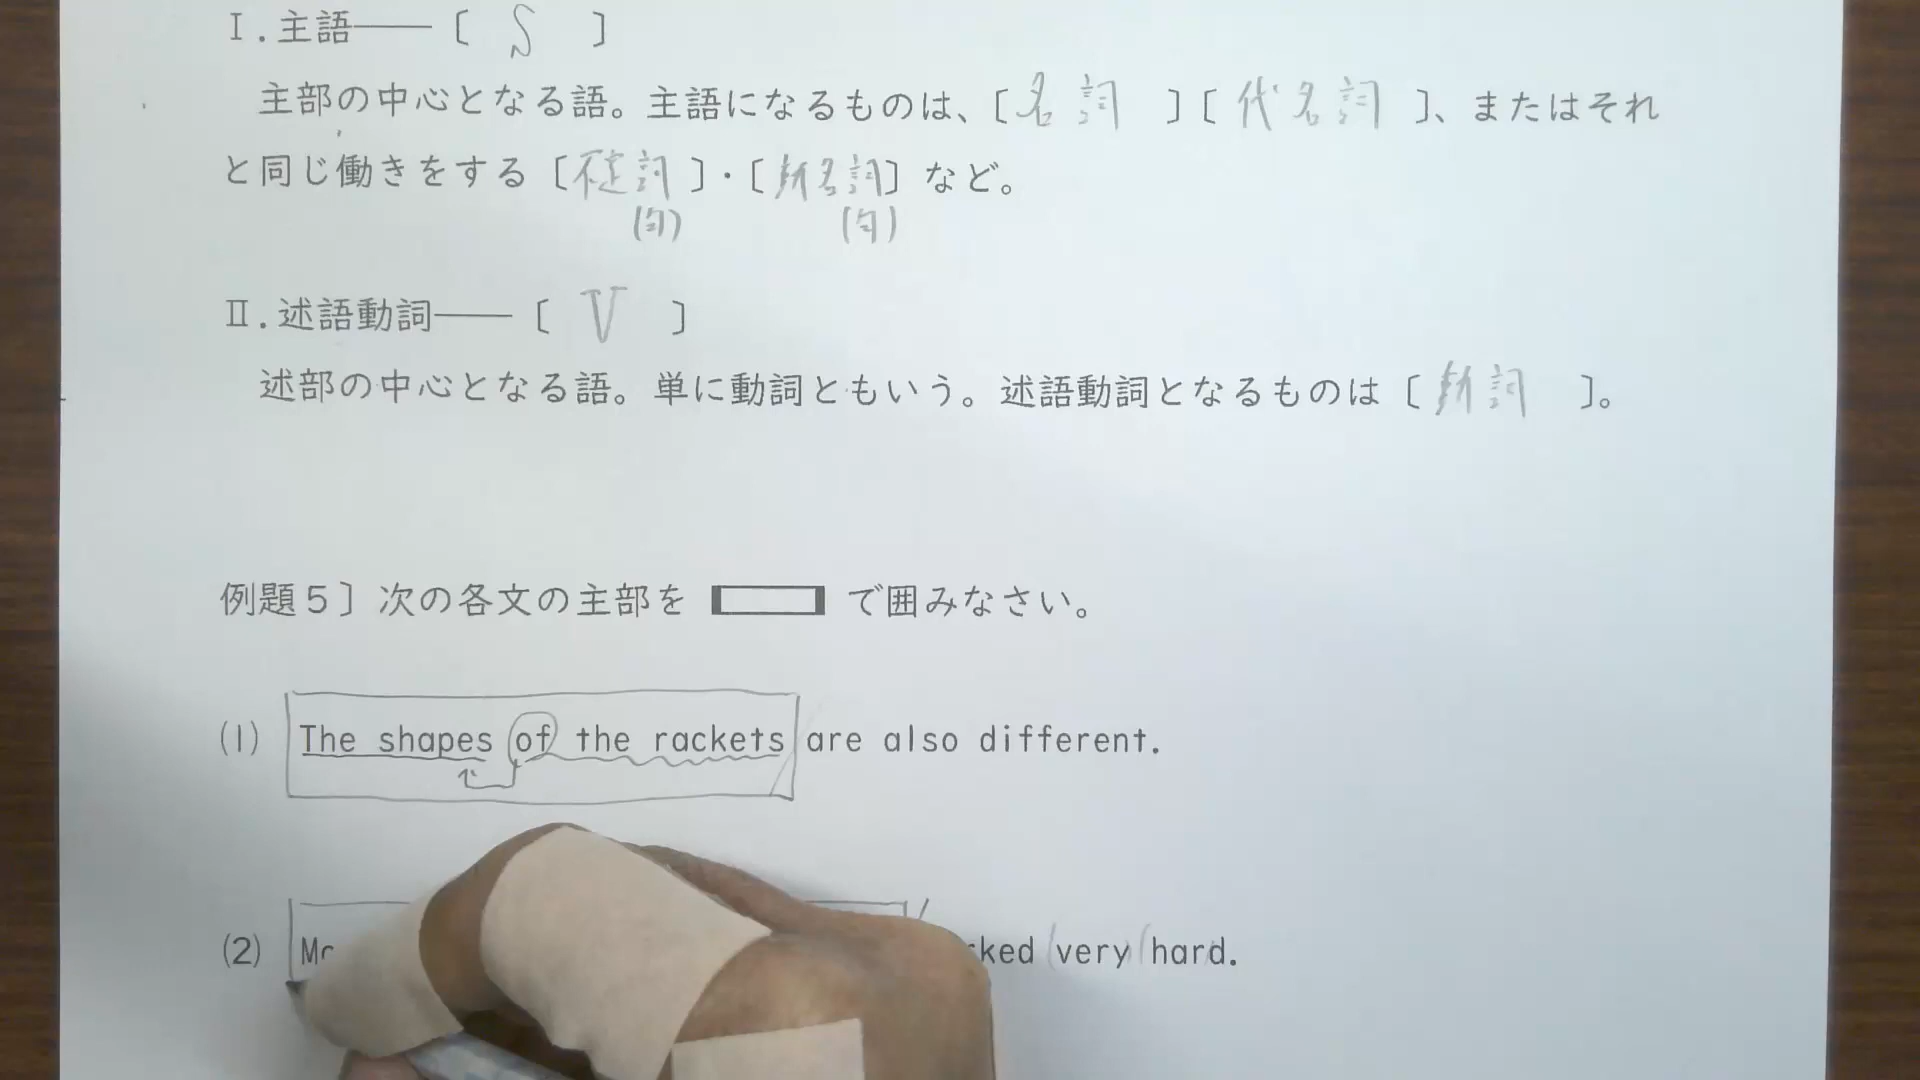 Ⅰ.主語――〔 S 〕
主部の中心となる語。主語になるものは、〔名詞〕〔代名詞〕、またはそれ
と同じ働きをする〔不定詞〕・〔動名詞〕など。
(句) (句)
Ⅱ.述語動詞――〔 V 〕
述部の中心となる語。単に動詞ともいう。述語動詞となるものは〔動詞〕。
例題5〕次の各文の主部を で囲みなさい。
(1) The shapes of the rackets are also different.
(2) very hard.